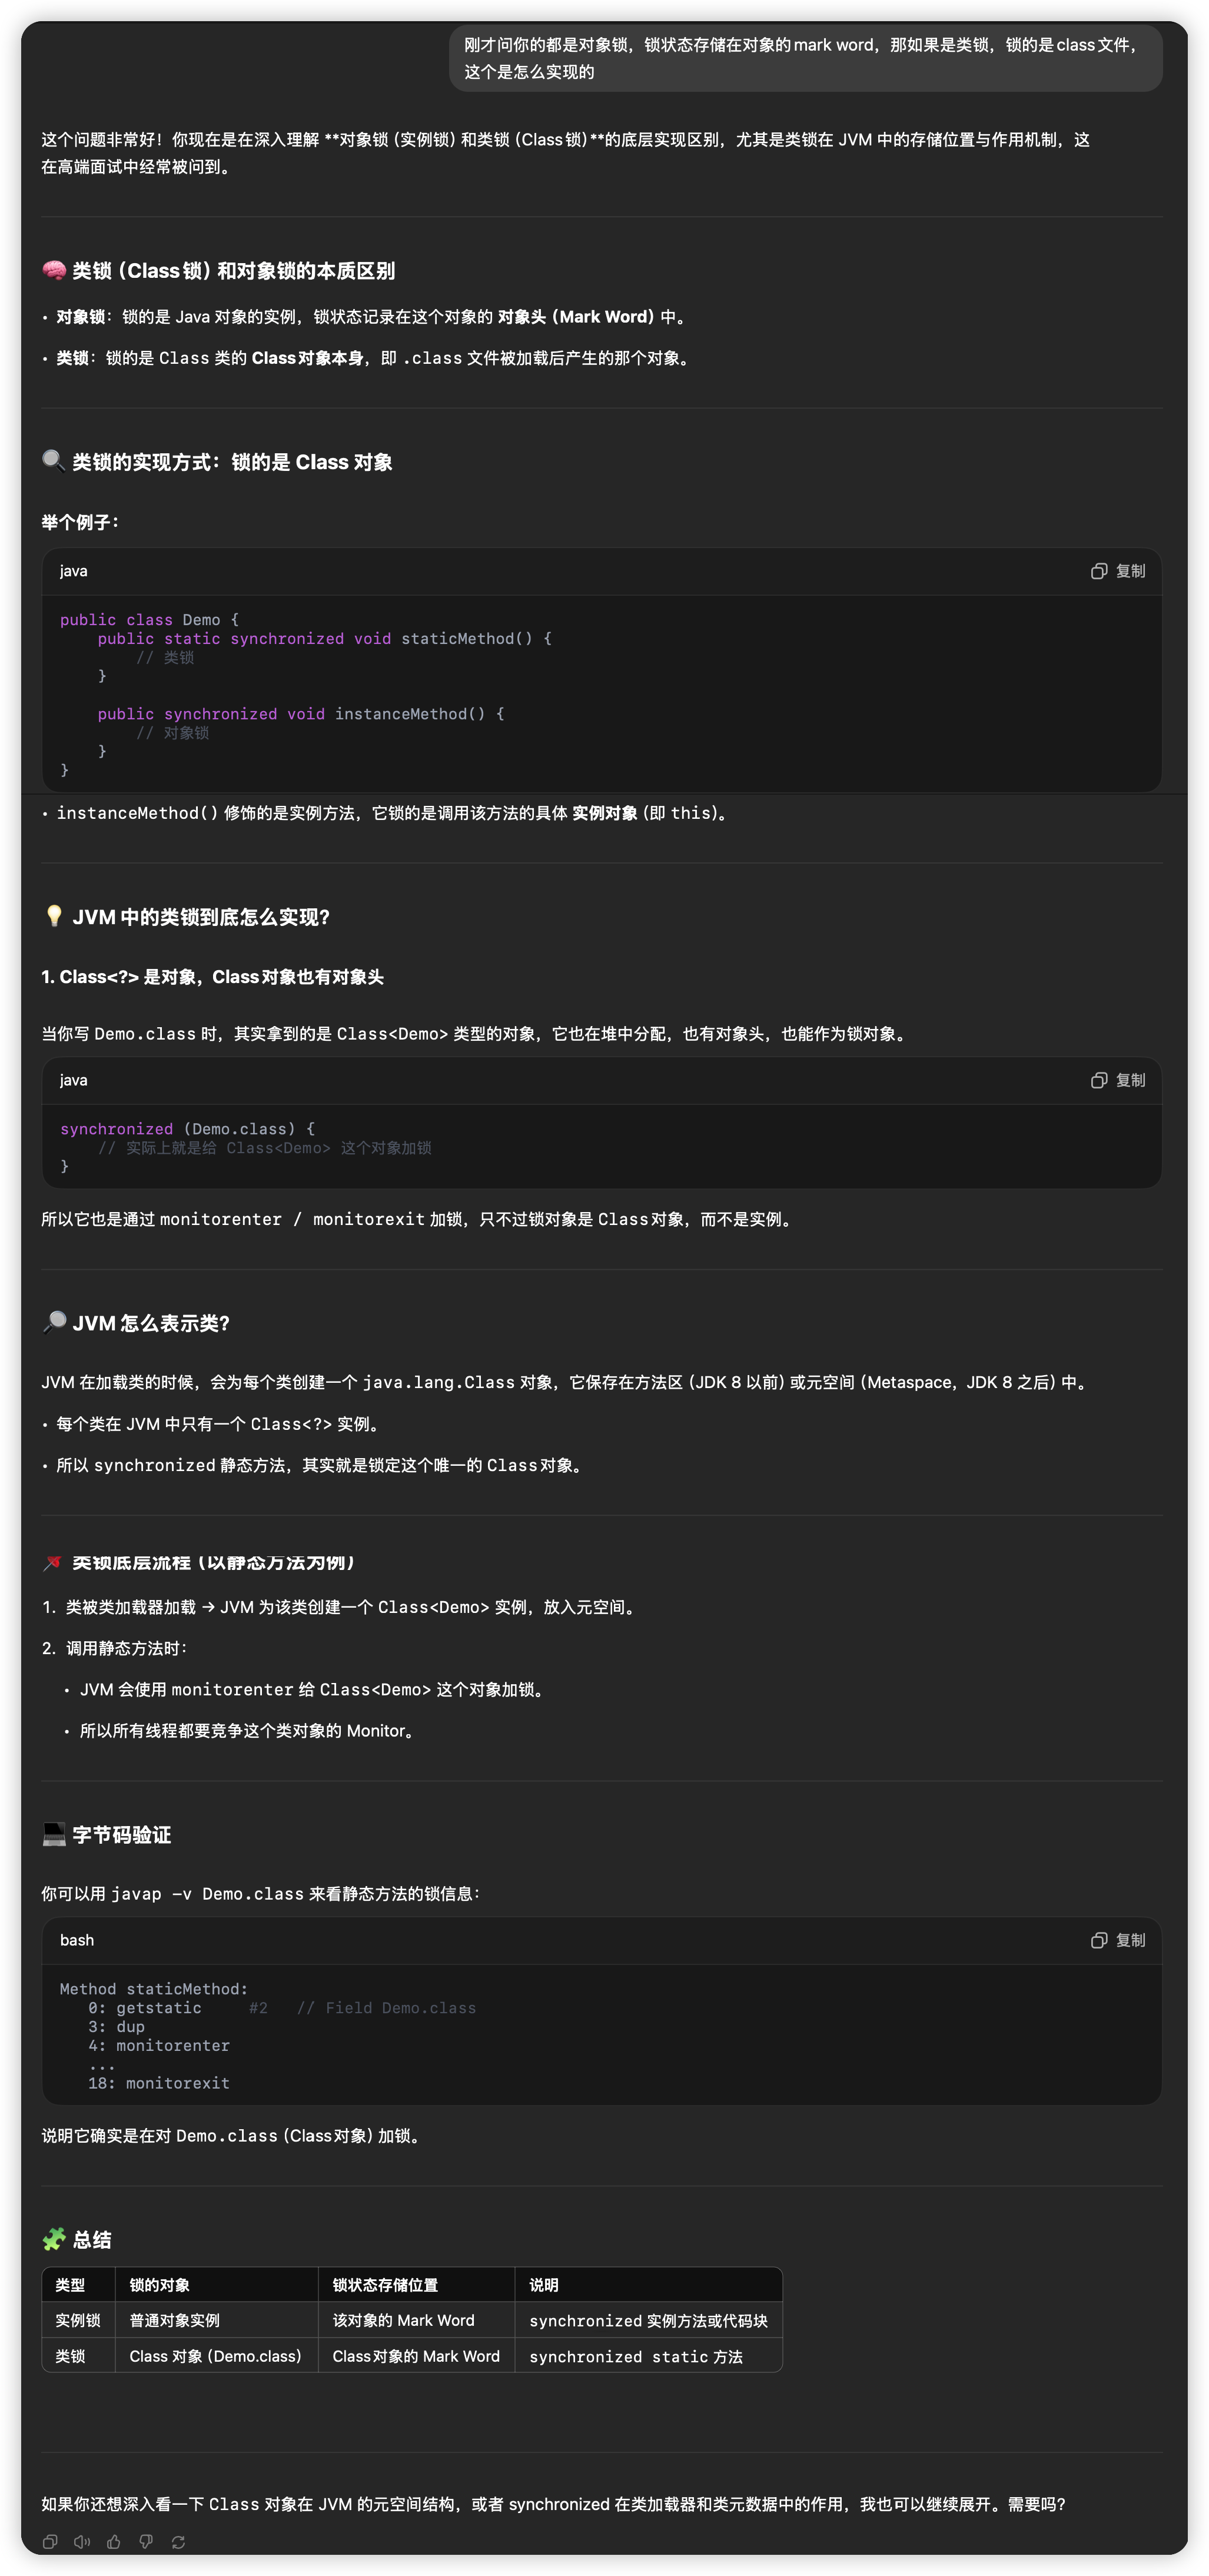 刚才问你的都是对象锁，锁状态存储在对象的mark word，那如果是类锁，锁的是class文件，
这个是怎么实现的
这个问题非常好！你现在是在深入理解 **对象锁（实例锁）和类锁（Class锁）**的底层实现区别，尤其是类锁在 JVM 中的存储位置与作用机制，这
在高端面试中经常被问到。
🧠 类锁（Class锁）和对象锁的本质区别
• 对象锁：锁的是 Java 对象的实例，锁状态记录在这个对象的 对象头（Mark Word）中。
• 类锁：锁的是 Class 类的 Class对象本身，即 .class 文件被加载后产生的那个对象。
🔍 类锁的实现方式：锁的是 Class 对象
举个例子：
java
复制
public class Demo {
    public static synchronized void staticMethod() {
        // 类锁
    }
    public synchronized void instanceMethod() {
        // 对象锁
    }
}
• instanceMethod() 修饰的是实例方法，它锁的是调用该方法的具体 实例对象（即 this）。
💡 JVM 中的类锁到底怎么实现？
1. Class<?> 是对象，Class对象也有对象头
当你写 Demo.class 时，其实拿到的是 Class<Demo> 类型的对象，它也在堆中分配，也有对象头，也能作为锁对象。
java
复制
synchronized (Demo.class) {
    // 实际上就是给 Class<Demo> 这个对象加锁
}
所以它也是通过 monitorenter / monitorexit 加锁，只不过锁对象是 Class对象，而不是实例。
🔎 JVM 怎么表示类？
JVM 在加载类的时候，会为每个类创建一个 java.lang.Class 对象，它保存在方法区（JDK 8 以前）或元空间（Metaspace，JDK 8 之后）中。
• 每个类在 JVM 中只有一个 Class<?> 实例。
• 所以 synchronized 静态方法，其实就是锁定这个唯一的 Class对象。
📌 类锁底层流程（以静态方法为例）
1. 类被类加载器加载 → JVM 为该类创建一个 Class<Demo> 实例，放入元空间。
2. 调用静态方法时：
• JVM 会使用 monitorenter 给 Class<Demo> 这个对象加锁。
• 所以所有线程都要竞争这个类对象的 Monitor。
💻 字节码验证
你可以用 javap -v Demo.class 来看静态方法的锁信息：
bash
复制
Method staticMethod:
   0: getstatic     #2   // Field Demo.class
   3: dup
   4: monitorenter
   ...
   18: monitorexit
说明它确实是在对 Demo.class（Class对象）加锁。
🧩 总结
类型 锁的对象 锁状态存储位置 说明
实例锁 普通对象实例 该对象的 Mark Word synchronized 实例方法或代码块
类锁 Class 对象（Demo.class） Class对象的 Mark Word synchronized static 方法
如果你还想深入看一下 Class 对象在 JVM 的元空间结构，或者 synchronized 在类加载器和类元数据中的作用，我也可以继续展开。需要吗？